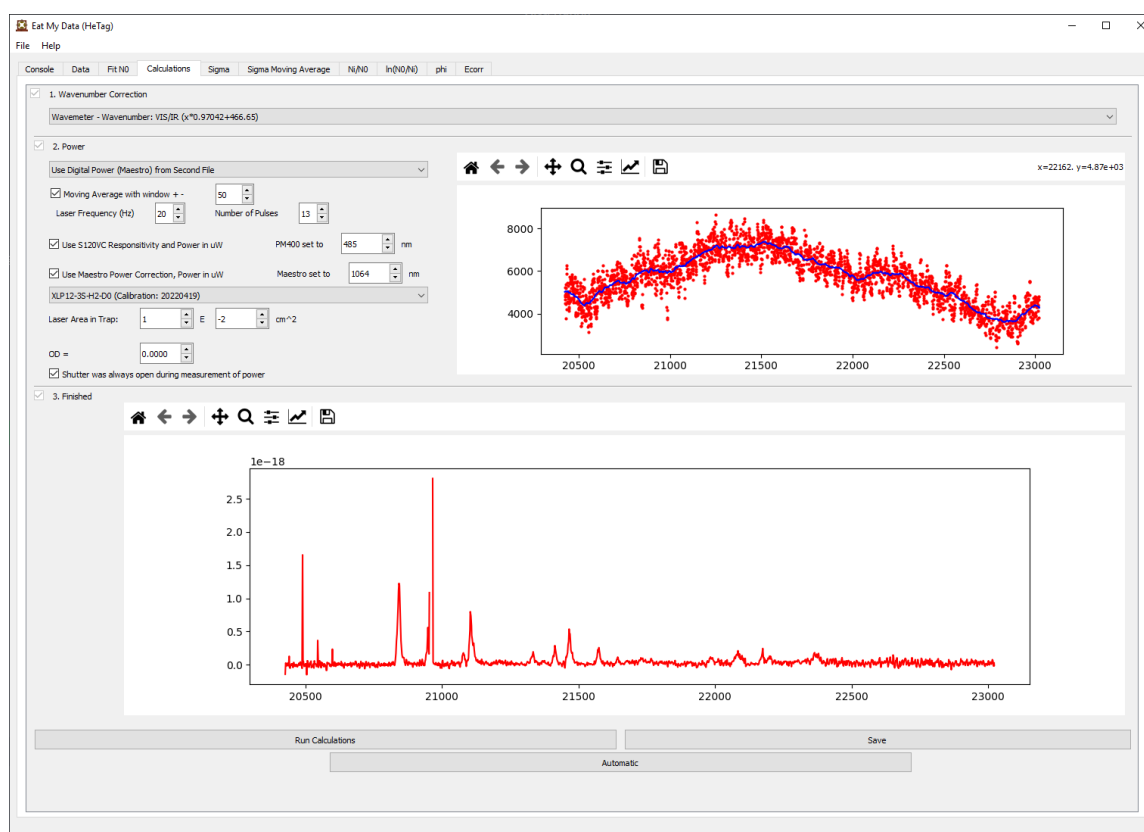 Eat My Data (HeTag)
File Help
Console Data Fit N0 Calculations Sigma Sigma Moving Average Ni/N0 ln(N0/Ni) phi Ecorr
1. Wavenumber Correction
Wavemeter - Wavenumber: VIS/IR (x*0.97042+466.65)
2. Power
Use Digital Power (Maestro) from Second File
x=22162, y=4.87e+03
Moving Average with window + - 50
Laser Frequency (Hz) 20 Number of Pulses 13
Use S120VC Responsitivity and Power in uW PM400 set to 485 nm
Use Maestro Power Correction, Power in uW Maestro set to 1064 nm
XLP12-3S-H2-D0 (Calibration: 20220419)
Laser Area in Trap: 1 E -2 cm^2
OD = 0.0000
Shutter was always open during measurement of power
8000
6000
4000
20500 21000 21500 22000 22500 23000
3. Finished
1e−18
2.5
2.0
1.5
1.0
0.5
0.0
20500 21000 21500 22000 22500 23000
Run Calculations Save
Automatic